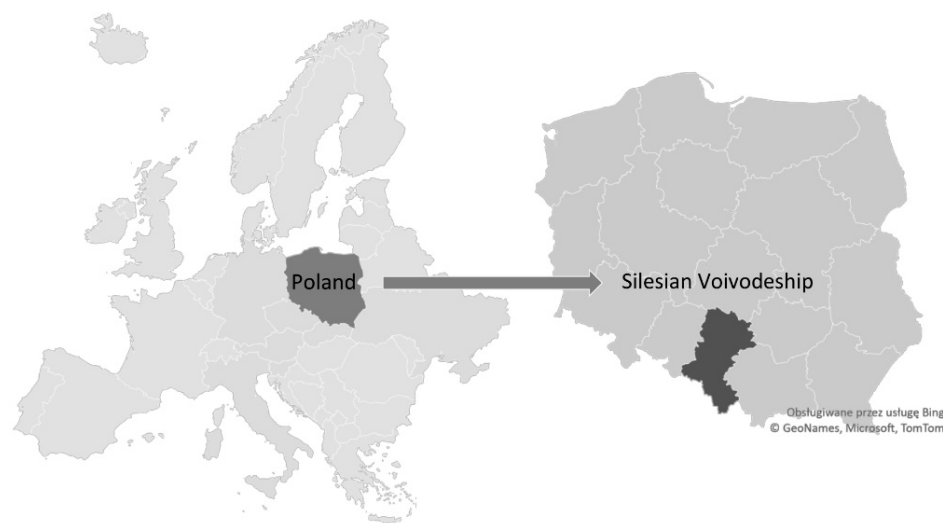 Poland
Silesian Voivodeship
Obsługiwane przez usługę Bing
© GeoNames, Microsoft, TomTom